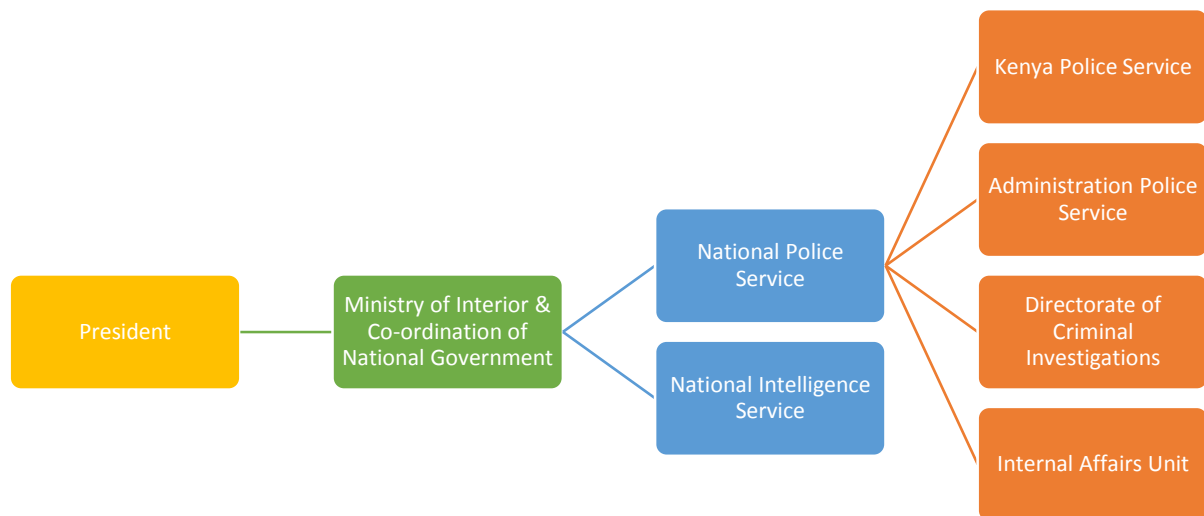 President
Ministry of Interior &
Co-ordination of
National Government
National Police
Service
National Intelligence
Service
Kenya Police Service
Administration Police
Service
Directorate of
Criminal
Investigations
Internal Affairs Unit